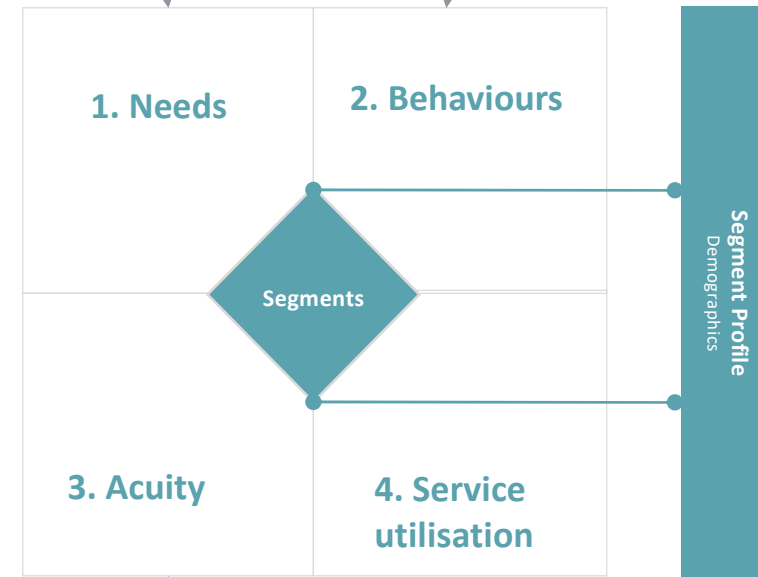 1. Needs
2. Behaviours
Segments
3. Acuity
4. Service
utilisation
Segment Profile
Demographics